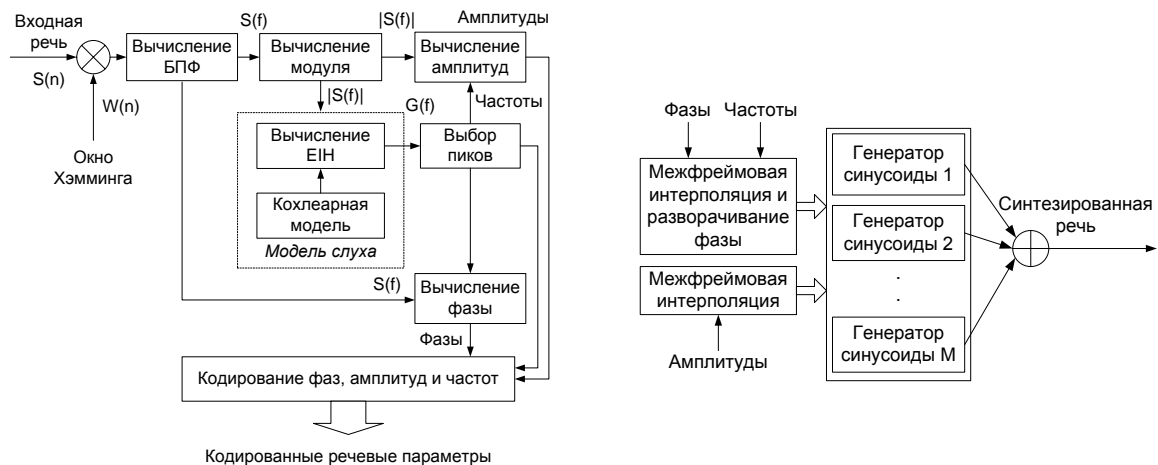 Входная
речь
S(n)
W(n)
Окно
Хэмминга
Вычисление
БПФ
S(f)
Вычисление
модуля
|S(f)|
Амплитуды
Вычисление
амплитуд
|S(f)|
G(f)
Частоты
Вычисление
EIH
Выбор
пиков
Кохлеарная
модель
Модель слуха
S(f)
Вычисление
фазы
Фазы
Кодирование фаз, амплитуд и частот
Кодированные речевые параметры
Фазы
Частоты
Межфреймовая
интерполяция и
разворачивание
фазы
Межфреймовая
интерполяция
Амплитуды
Генератор
синусоиды 1
Генератор
синусоиды 2
.
.
Генератор
синусоиды M
Синтезированная
речь